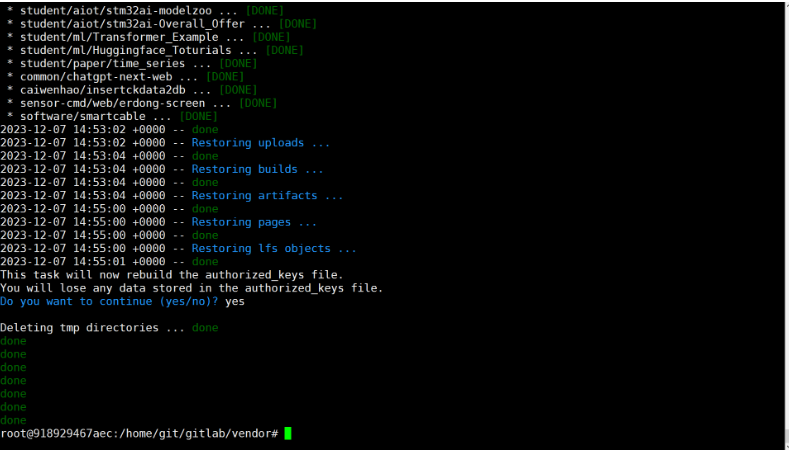 * student/aiot/stm32ai-modelzoo ... [DONE]
* student/aiot/stm32ai-Overall_Offer ... [DONE]
* student/ml/Transformer_Example ... [DONE]
* student/ml/Huggingface_Toturials ... [DONE]
* student/paper/time_series ... [DONE]
* common/chatgpt-next-web ... [DONE]
* caiwenhao/insertckdata2db ... [DONE]
* sensor-cmd/web/erdong-screen ... [DONE]
* software/smartcable ... [DONE]
2023-12-07 14:53:02 +0000 -- done
2023-12-07 14:53:02 +0000 -- Restoring uploads ...
2023-12-07 14:53:04 +0000 -- done
2023-12-07 14:53:04 +0000 -- Restoring builds ...
2023-12-07 14:53:04 +0000 -- done
2023-12-07 14:53:04 +0000 -- Restoring artifacts ...
2023-12-07 14:55:00 +0000 -- done
2023-12-07 14:55:00 +0000 -- Restoring pages ...
2023-12-07 14:55:00 +0000 -- done
2023-12-07 14:55:00 +0000 -- Restoring lfs objects ...
2023-12-07 14:55:01 +0000 -- done
This task will now rebuild the authorized_keys file.
You will lose any data stored in the authorized_keys file.
Do you want to continue (yes/no)? yes
Deleting tmp directories ... done
done
done
done
done
done
done
done
root@918929467aec:/home/git/gitlab/vendor#